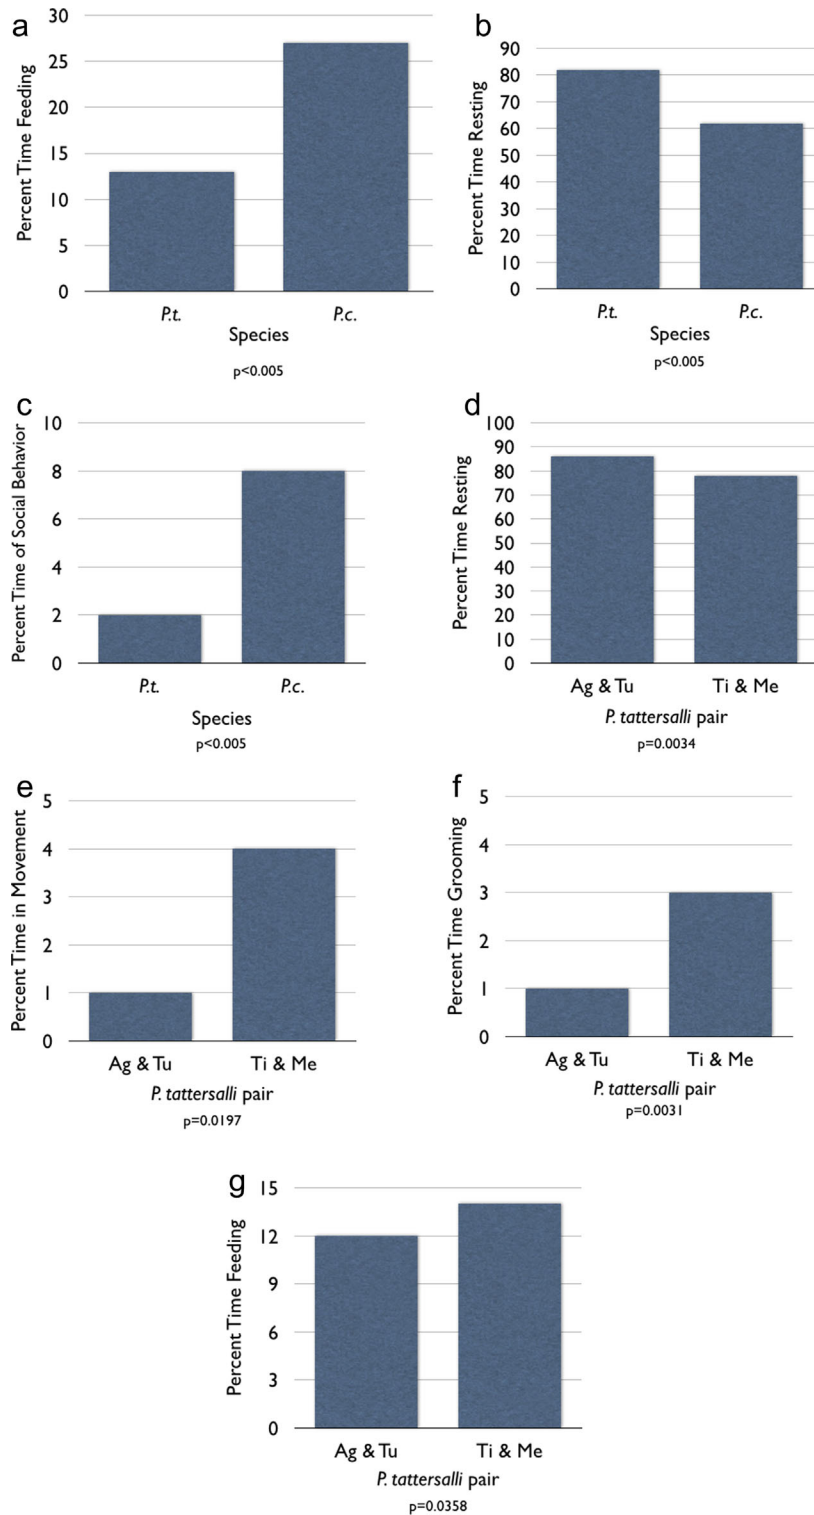 a
Percent Time Feeding
30
25
20
15
10
5
0
P.t.
P.c.
Species
p<0.005
b
Percent Time Resting
90
80
70
60
50
40
30
20
10
0
P.t.
P.c.
Species
p<0.005
c
Percent Time of Social Behavior
10
8
6
4
2
0
P.t.
P.c.
Species
p<0.005
d
Percent Time Resting
100
90
80
70
60
50
40
30
20
10
0
Ag & Tu
Ti & Me
P. tattersalli pair
p=0.0034
e
Percent Time in Movement
5
4
3
2
1
0
Ag & Tu
Ti & Me
P. tattersalli pair
p=0.0197
f
Percent Time Grooming
5
4
3
2
1
0
Ag & Tu
Ti & Me
P. tattersalli pair
p=0.0031
g
Percent Time Feeding
15
12
9
6
3
0
Ag & Tu
Ti & Me
P. tattersalli pair
p=0.0358